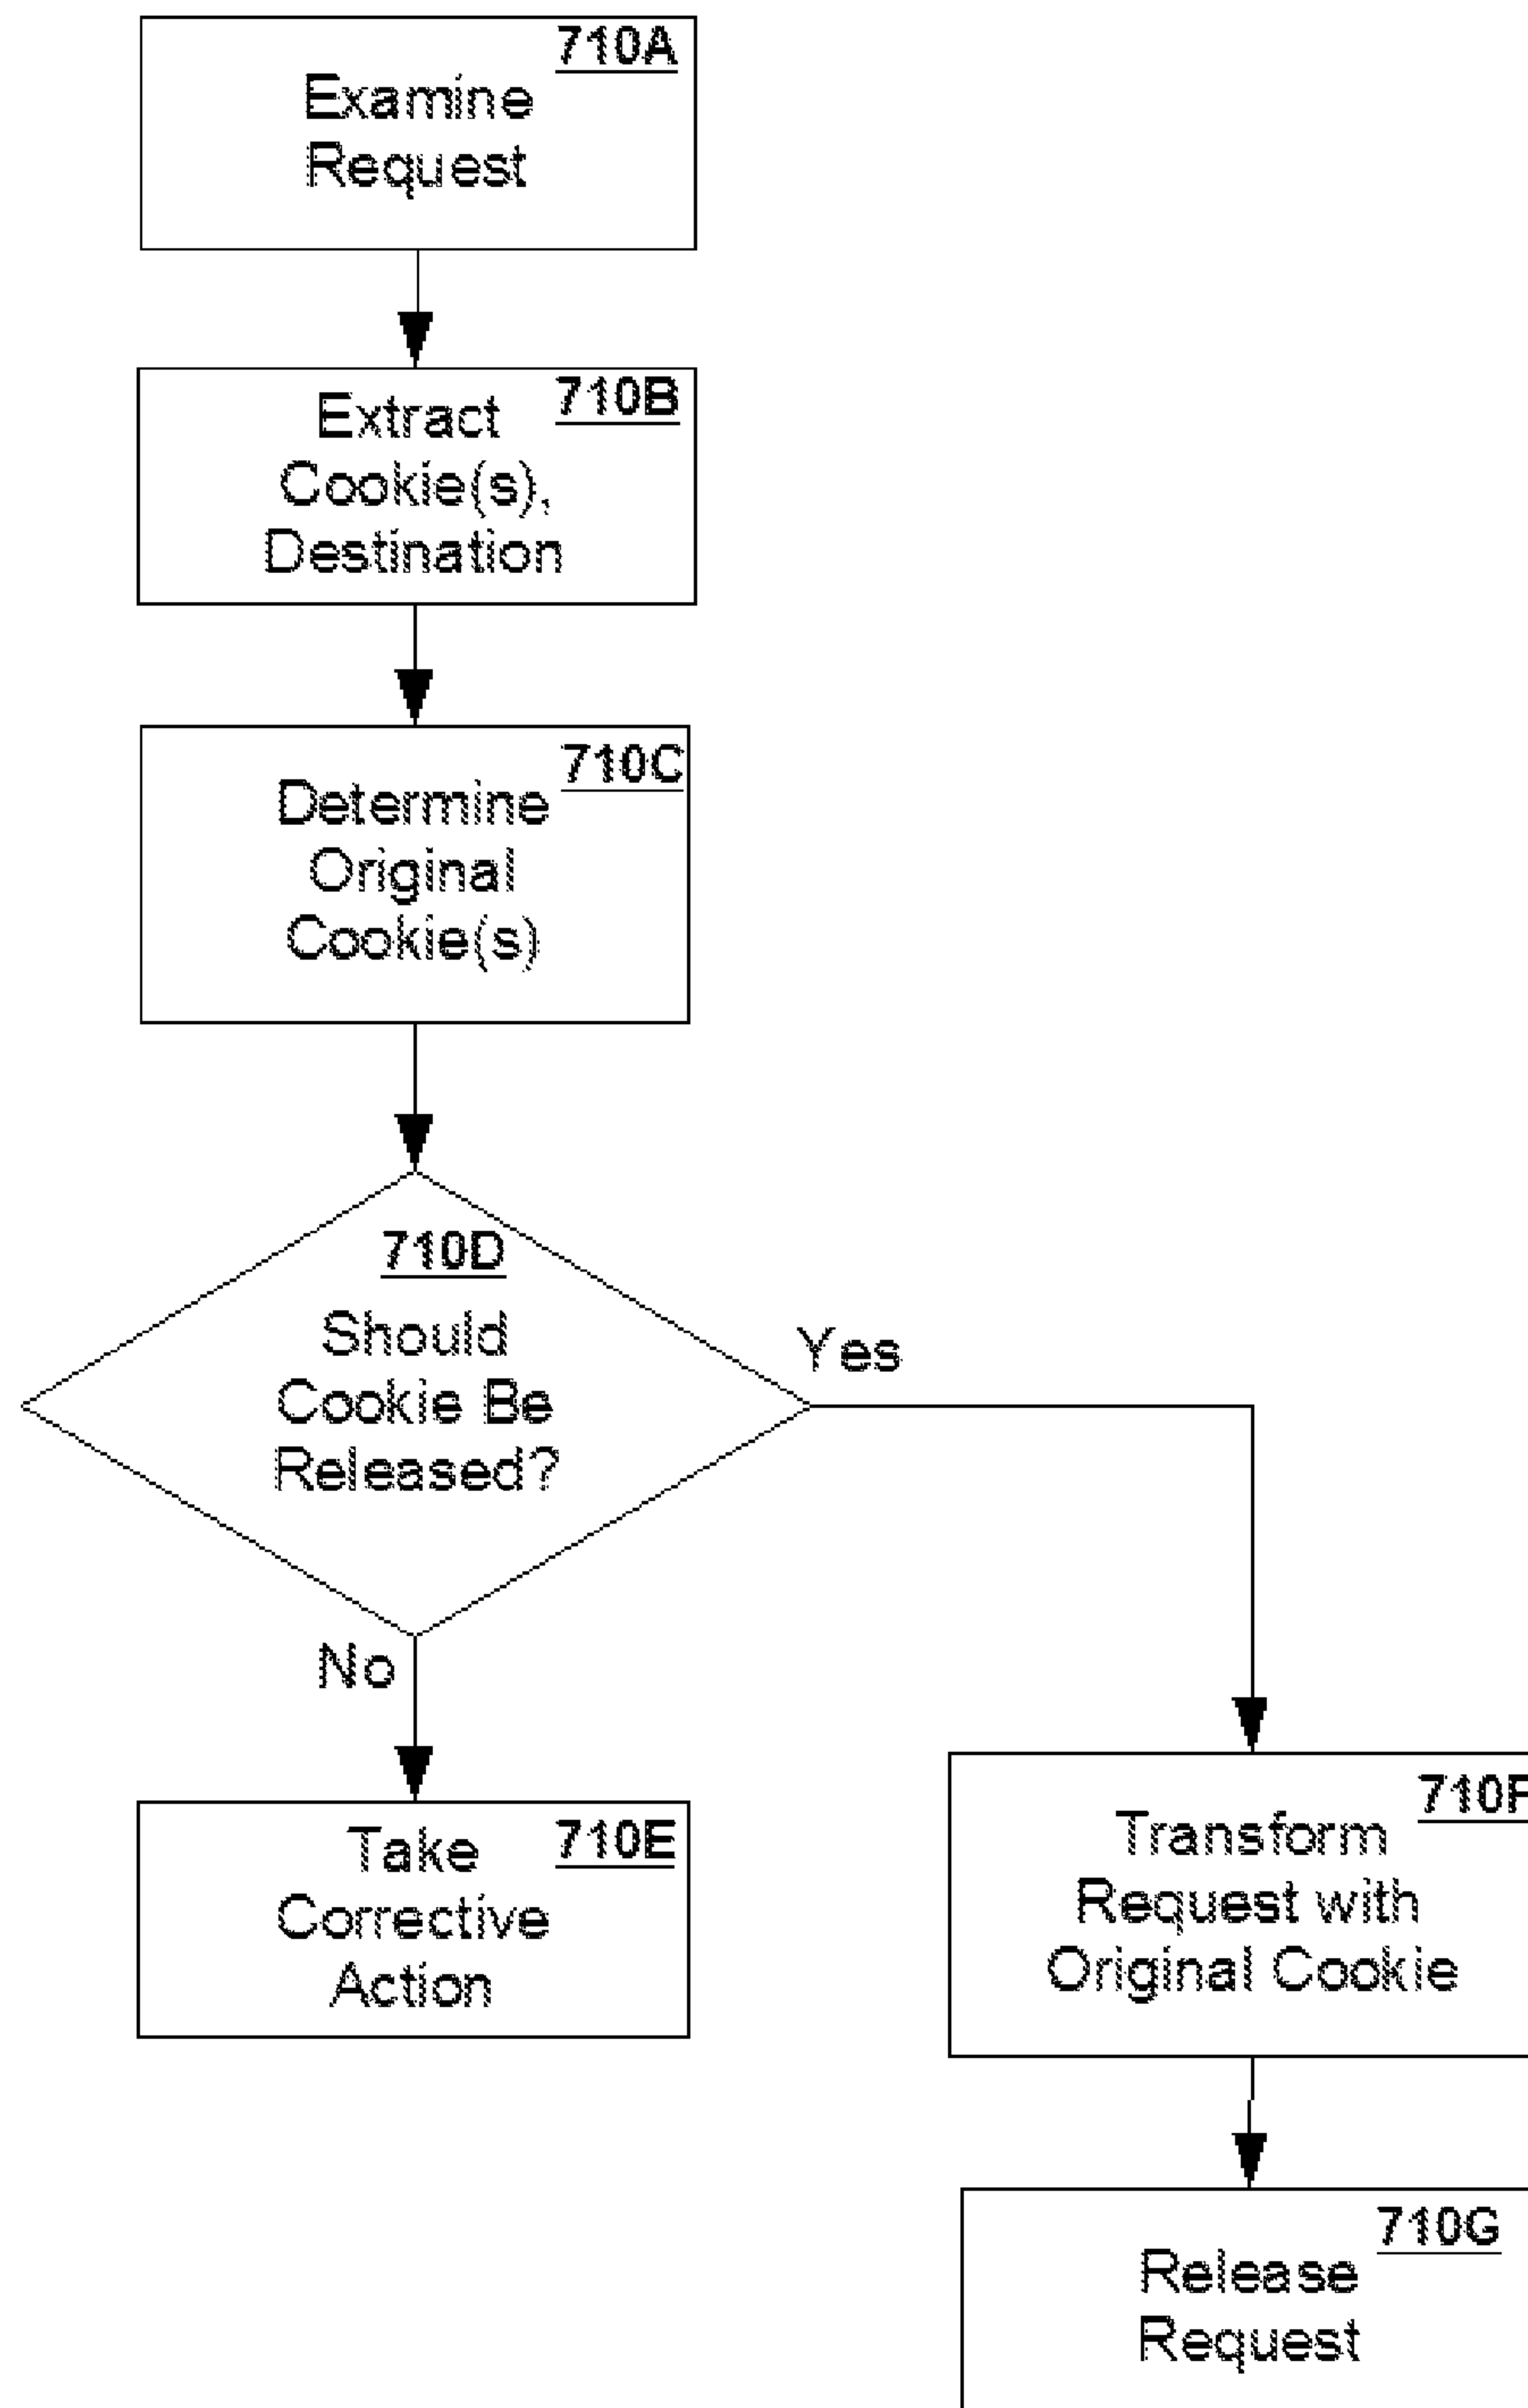 710A
Examine
Request
710B
Extract
Cookie(s),
Destination
710C
Determine
Original
Cookie(s)
710D
Should
Cookie Be
Released?
Yes
No
710E
Take
Corrective
Action
710F
Transform
Request with
Original Cookie
710G
Release
Request